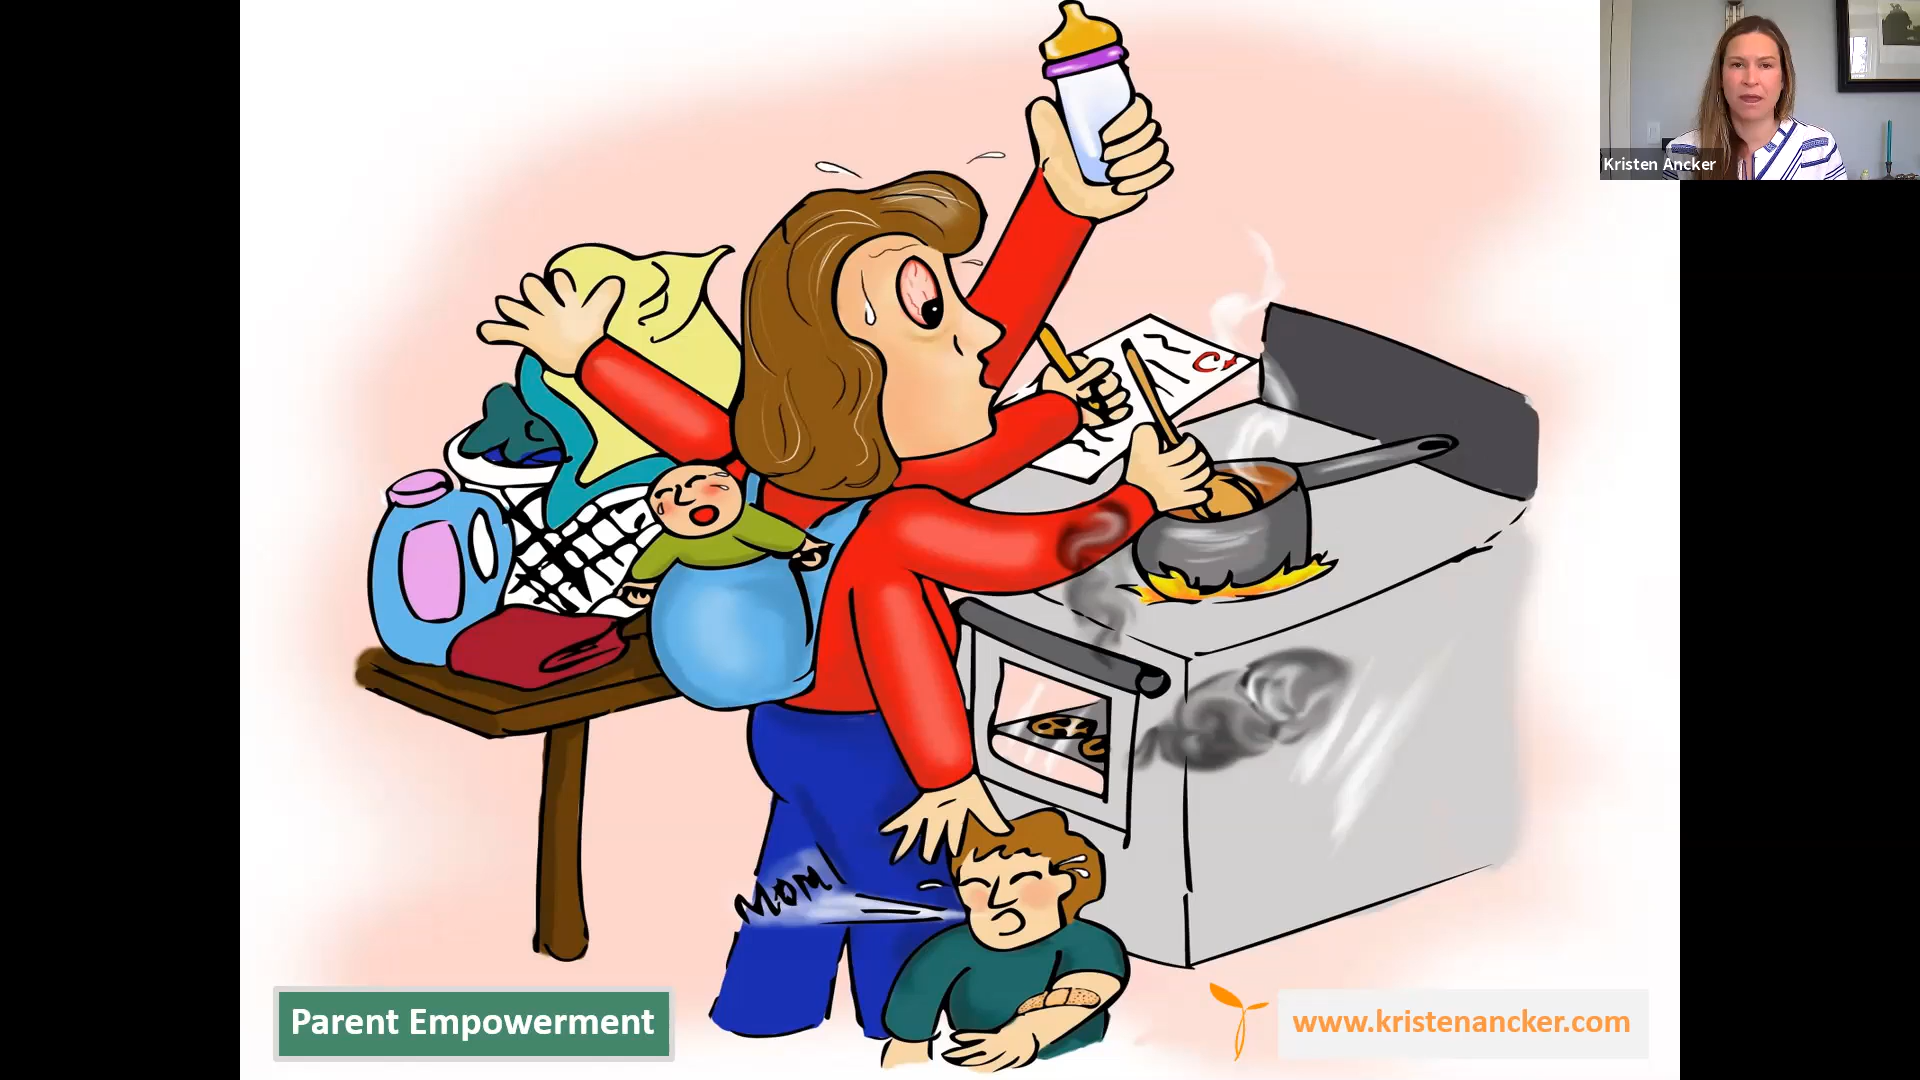 Kristen Ancker
C+
MOM!
Parent Empowerment
www.kristenancker.com